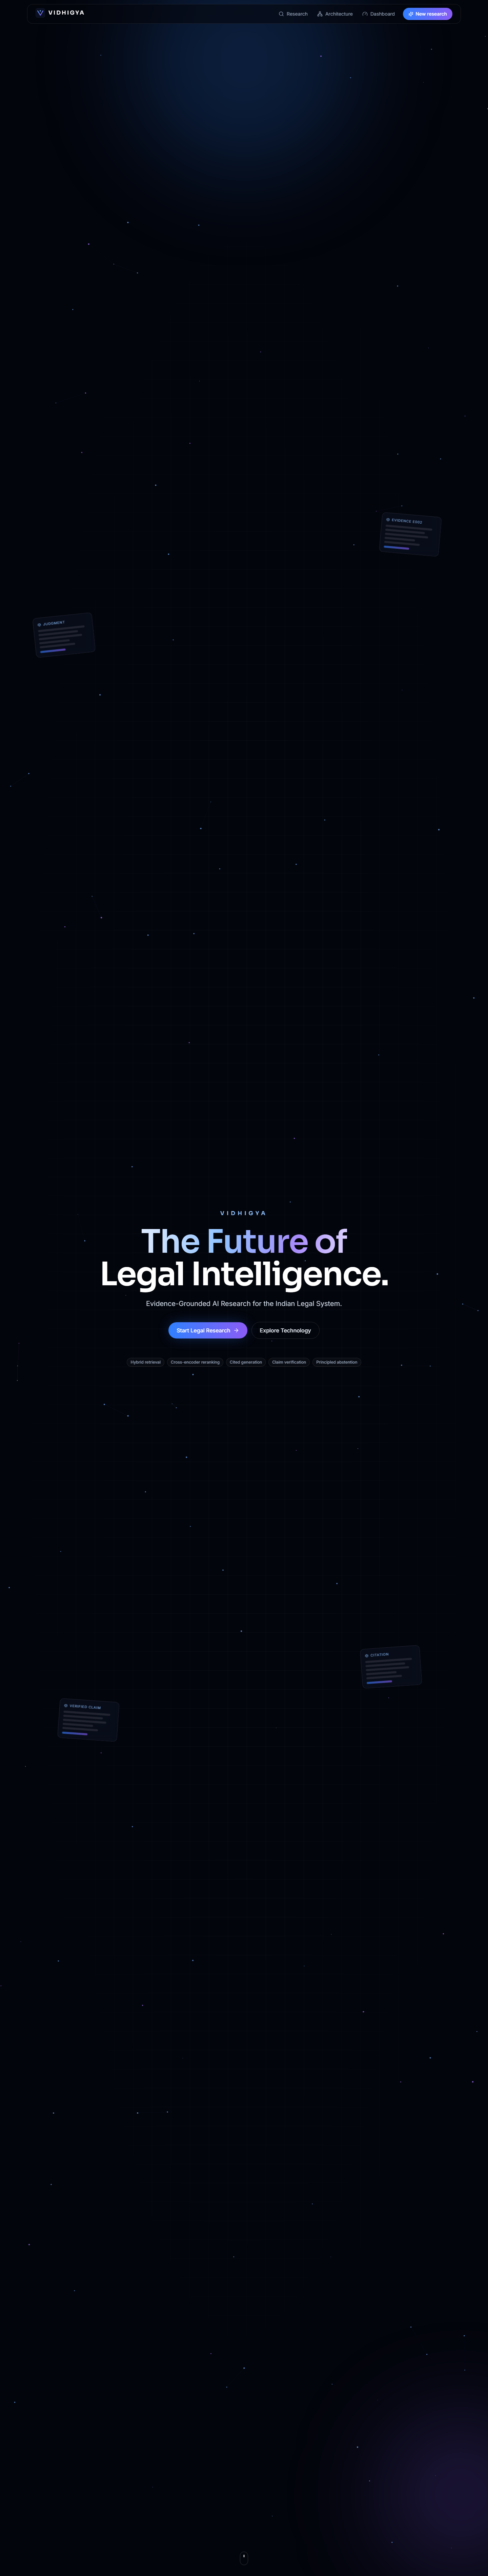 VIDHIGYA
Research Architecture Dashboard New research
EVIDENCE EDGE
JUDGMENT
VIDHIGYA
The Future of
Legal Intelligence.
Evidence-Grounded AI Research for the Indian Legal System.
Start Legal Research → Explore Technology
Hybrid retrieval Cross-encoder reranking Cited generation Claim verification Principled abstention
CITATION
VERIFIED CLAIM